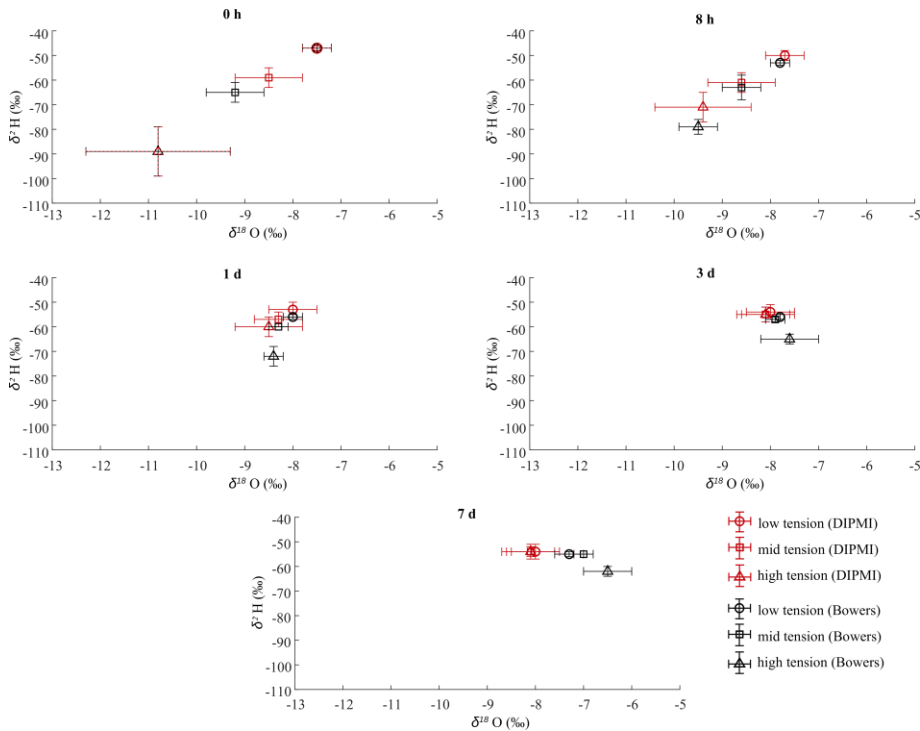 0 h
-40
-50
-60
-70
-80
-90
-100
-110
δ² H (‰)
-13 -12 -11 -10 -9 -8 -7 -6 -5
δ¹⁸ O (‰)
8 h
-40
-50
-60
-70
-80
-90
-100
-110
δ² H (‰)
-13 -12 -11 -10 -9 -8 -7 -6 -5
δ¹⁸ O (‰)
1 d
-40
-50
-60
-70
-80
-90
-100
-110
δ² H (‰)
-13 -12 -11 -10 -9 -8 -7 -6 -5
δ¹⁸ O (‰)
3 d
-40
-50
-60
-70
-80
-90
-100
-110
δ² H (‰)
-13 -12 -11 -10 -9 -8 -7 -6 -5
δ¹⁸ O (‰)
7 d
-40
-50
-60
-70
-80
-90
-100
-110
δ² H (‰)
-13 -12 -11 -10 -9 -8 -7 -6 -5
δ¹⁸ O (‰)
low tension (DIPMI)
mid tension (DIPMI)
high tension (DIPMI)
low tension (Bowers)
mid tension (Bowers)
high tension (Bowers)